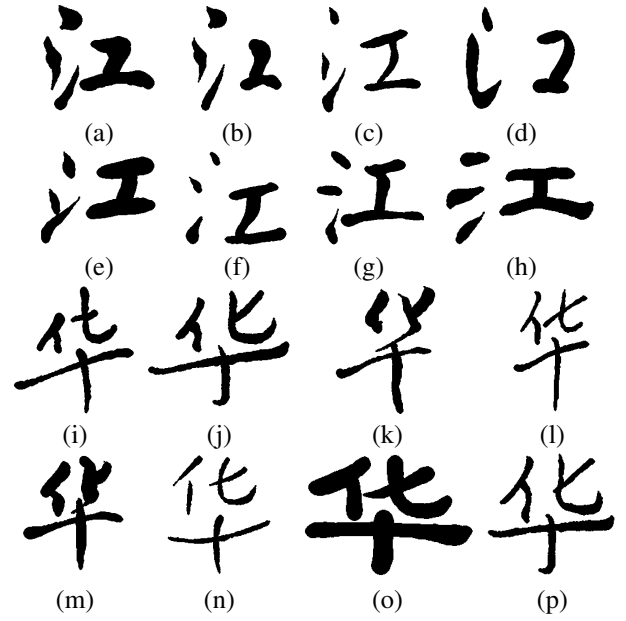 江 江 江 江
(a) (b) (c) (d)
江 江 江 江
(e) (f) (g) (h)
华 华 华 华
(i) (j) (k) (l)
华 华 华 华
(m) (n) (o) (p)